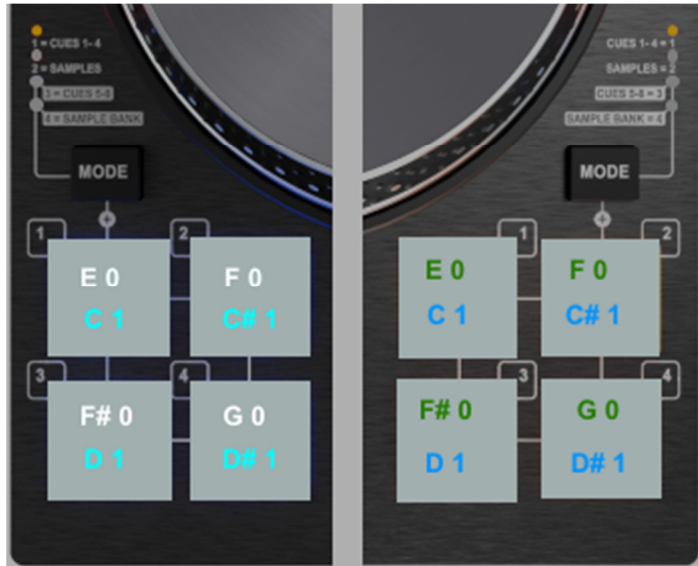 1 = CUES 1- 4
2 = SAMPLES
3 = CUES 5-8
4 = SAMPLE BANK
MODE
1
2
E 0
F 0
C 1
C# 1
3
4
F# 0
G 0
D 1
D# 1
CUES 1- 4 = 1
SAMPLES = 2
CUES 5-8 = 3
SAMPLE BANK = 4
MODE
1
2
E 0
F 0
C 1
C# 1
3
4
F# 0
G 0
D 1
D# 1